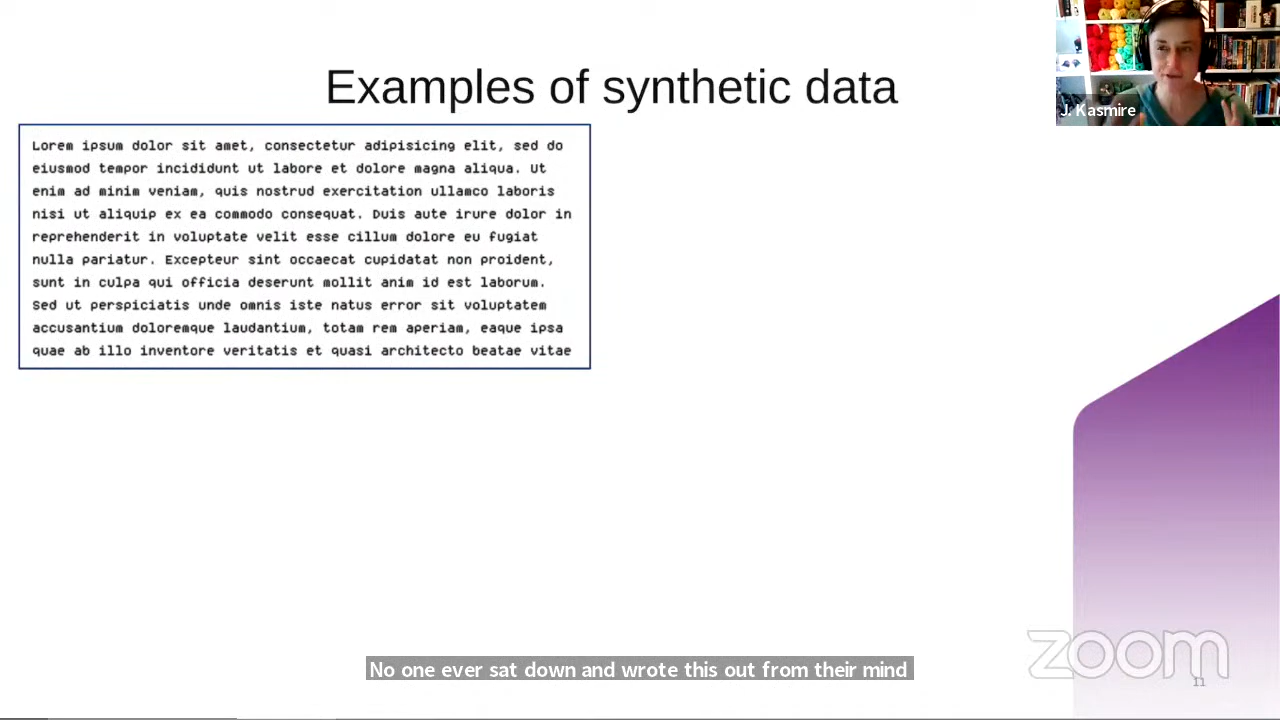 Examples of synthetic data
J. Kasmire
Lorem ipsum dolor sit amet, consectetur adipisicing elit, sed do
eiusmod tempor incididunt ut labore et dolore magna aliqua. Ut
enim ad minim veniam, quis nostrud exercitation ullamco laboris
nisi ut aliquip ex ea commodo consequat. Duis aute irure dolor in
reprehenderit in voluptate velit esse cillum dolore eu fugiat
nulla pariatur. Excepteur sint occaecat cupidatat non proident,
sunt in culpa qui officia deserunt mollit anim id est laborum.
Sed ut perspiciatis unde omnis iste natus error sit voluptatem
accusantium doloremque laudantium, totam rem aperiam, eaque ipsa
quae ab illo inventore veritatis et quasi architecto beatae vitae
zoom
11
No one ever sat down and wrote this out from their mind